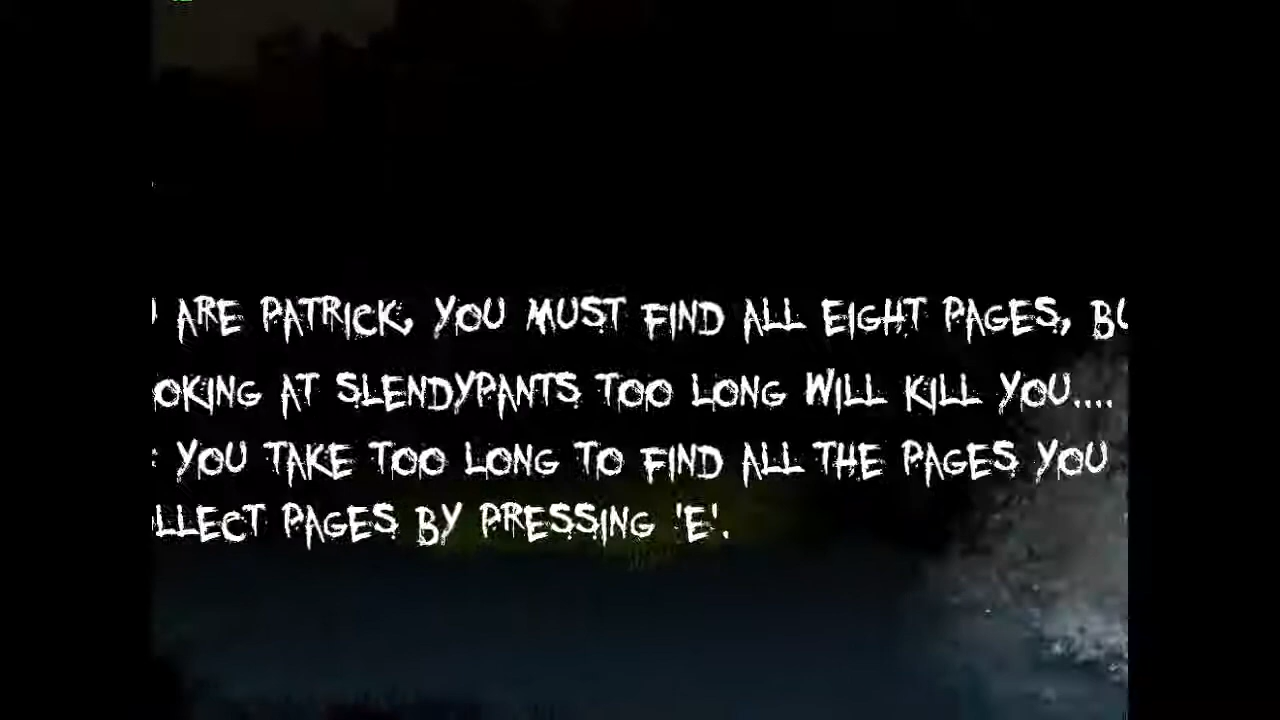 ARE PATRICK, YOU MUST FIND ALL EIGHT PAGES, BU
OKING AT SLENDYPANTS TOO LONG WILL KILL YOU....
YOU TAKE TOO LONG TO FIND ALL THE PAGES YOU
LLECT PAGES BY PRESSING 'E'.